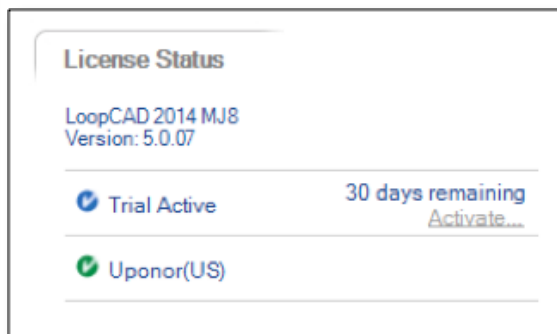 License Status
LoopCAD 2014 MJ8
Version: 5.0.07
Trial Active 30 days remaining
Activate...
Uponor(US)